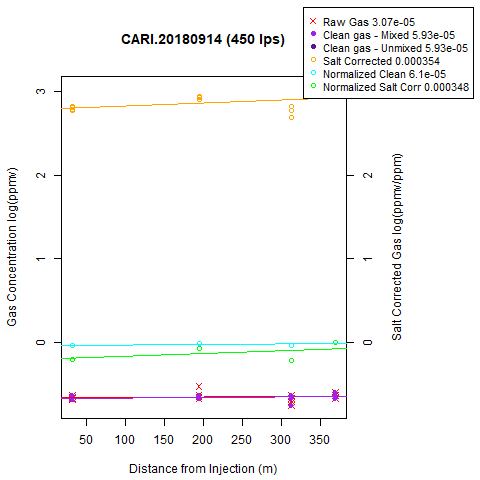 CARI.20180914 (450 lps)
Raw Gas 3.07e-05
Clean gas - Mixed 5.93e-05
Clean gas - Unmixed 5.93e-05
Salt Corrected 0.000354
Normalized Clean 6.1e-05
Normalized Salt Corr 0.000348
Gas Concentration log(ppmv)
3
2
1
0
2
1
0
Salt Corrected Gas log(ppmv/ppm)
50 100 150 200 250 300 350
Distance from Injection (m)